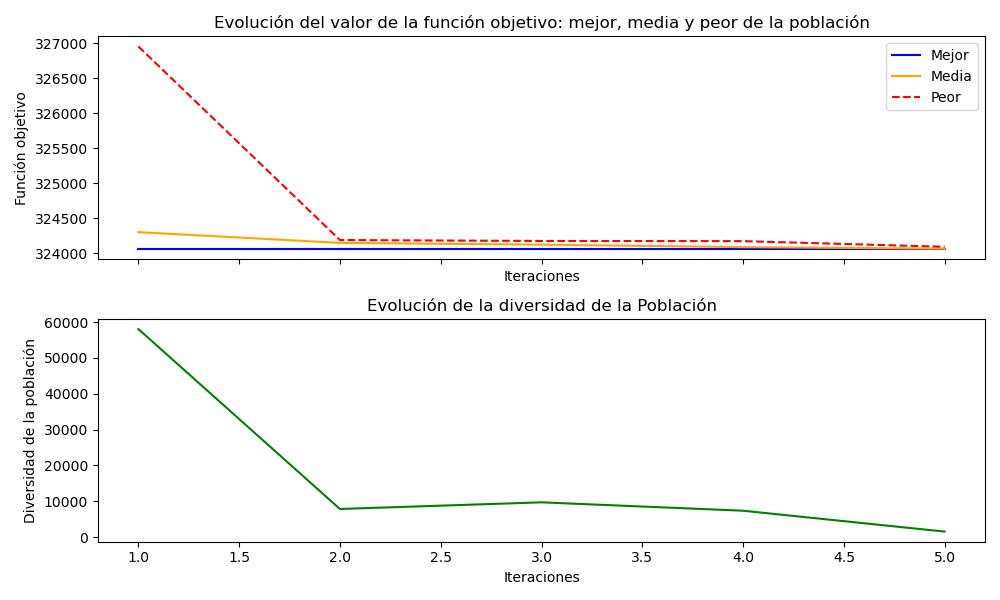 Evolución del valor de la función objetivo: mejor, media y peor de la población
327000
326500
326000
325500
325000
324500
324000
Función objetivo
Mejor
Media
Peor
Iteraciones
Evolución de la diversidad de la Población
60000
50000
40000
30000
20000
10000
0
Diversidad de la población
1.0 1.5 2.0 2.5 3.0 3.5 4.0 4.5 5.0
Iteraciones